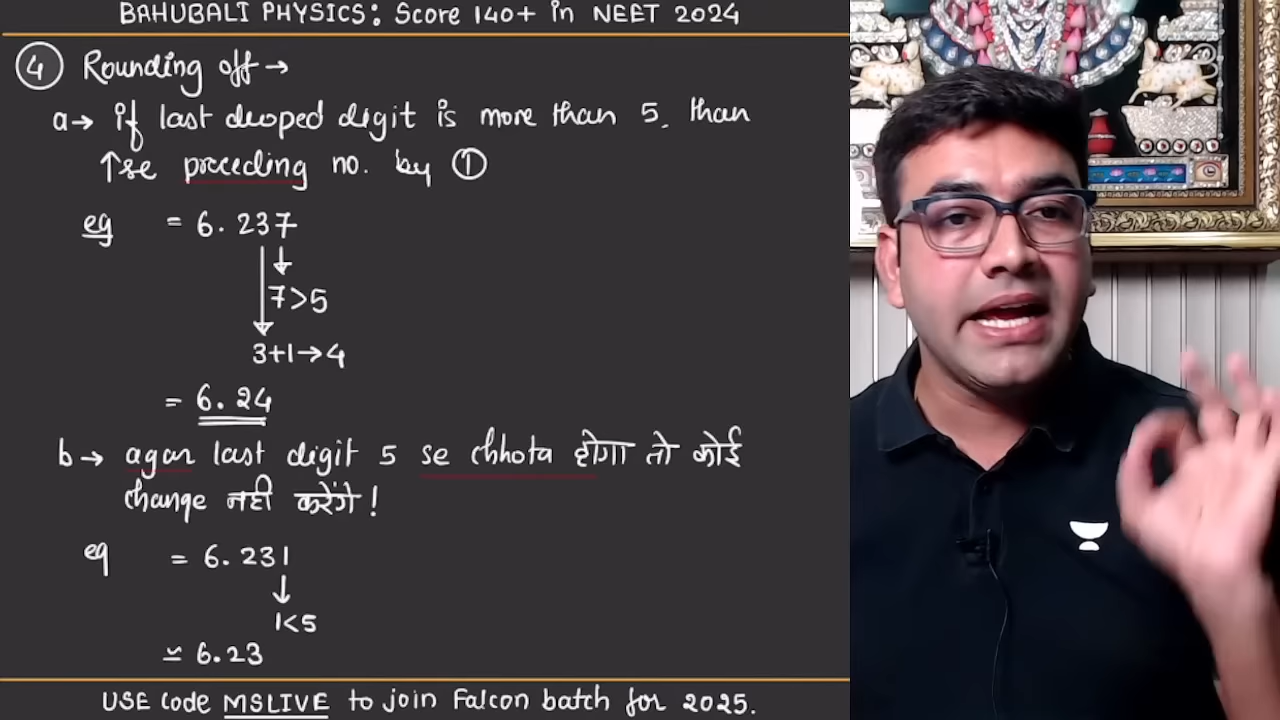 BAHUBALI PHYSICS: Score 140+ in NEET 2024
④ Rounding off →
a → if last droped digit is more than 5, than
↑se preceding no. by ①
eg = 6.237
↓
7>5
3+1→4
= 6.24
b → agar last digit 5 se chhota होगा तो कोई
change नही करेंगे!
eg = 6.231
↓
1<5
≃ 6.23
USE Code MSLIVE to join Falcon batch for 2025.